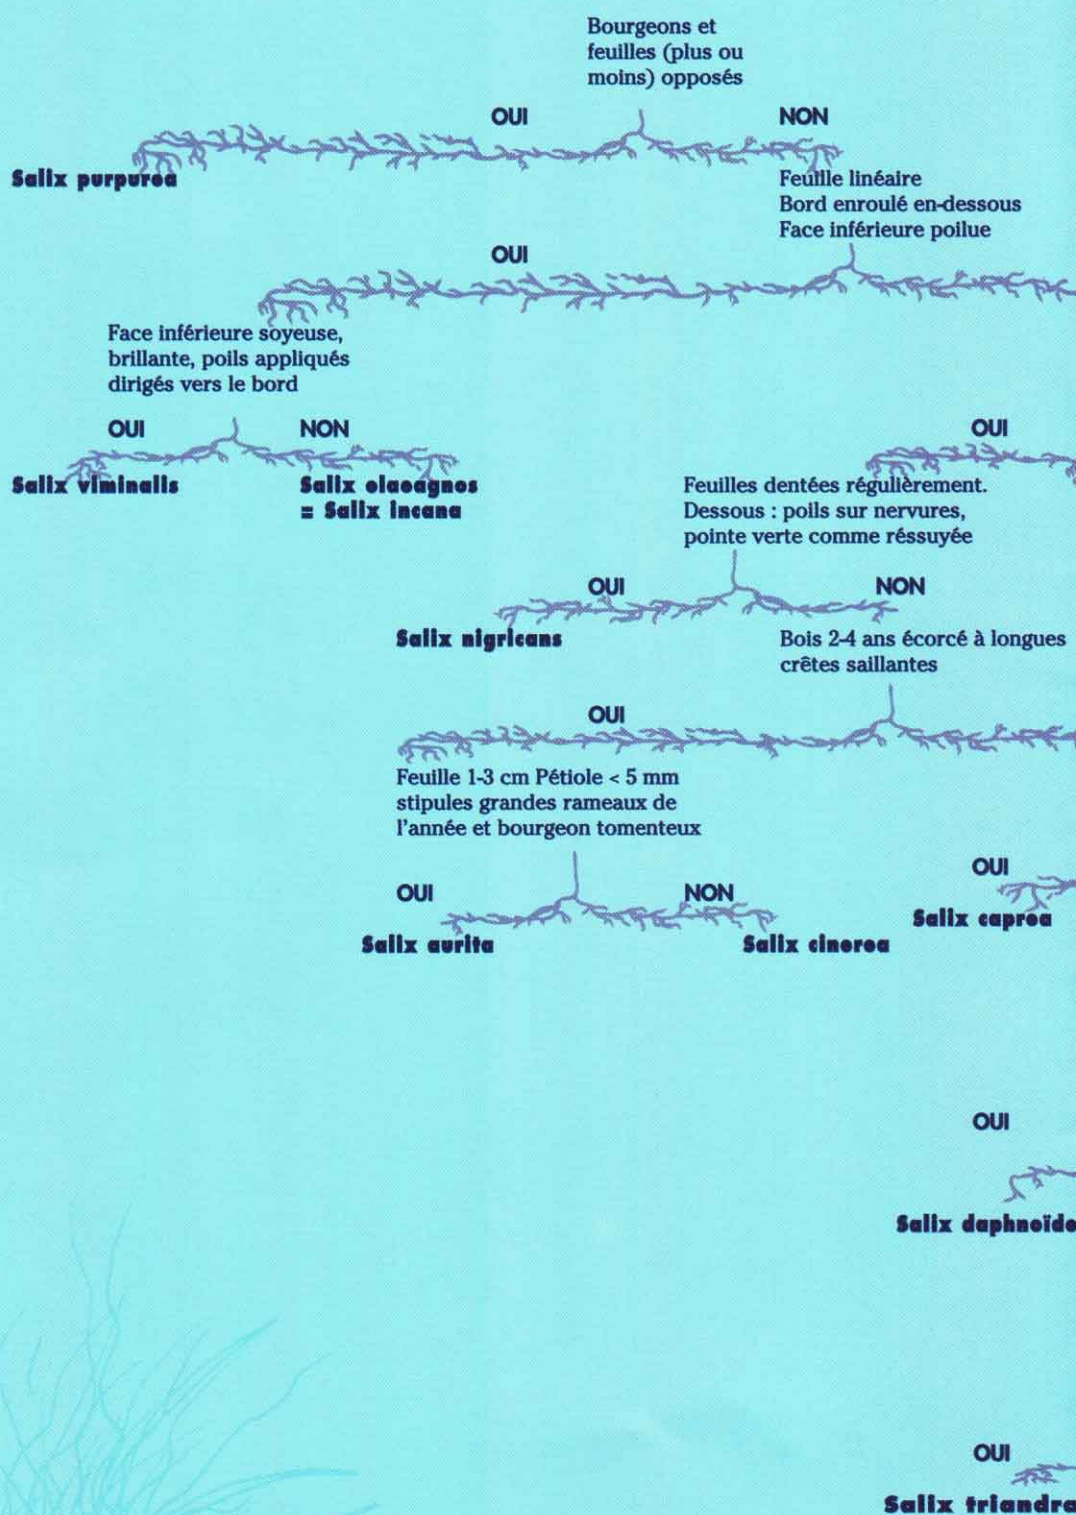 Bourgeons et
feuilles (plus ou
moins) opposés
OUI
NON
Salix purpurea
Feuille linéaire
Bord enroulé en-dessous
Face inférieure poilue
OUI
Face inférieure soyeuse,
brillante, poils appliqués
dirigés vers le bord
OUI
NON
Salix viminalis
Salix elaeagnos
= Salix incana
OUI
Feuilles dentées régulièrement.
Dessous : poils sur nervures,
pointe verte comme réssuyée
OUI
NON
Salix nigricans
Bois 2-4 ans écorcé à longues
crêtes saillantes
OUI
Feuille 1-3 cm Pétiole < 5 mm
stipules grandes rameaux de
l'année et bourgeon tomenteux
OUI
NON
Salix aurita
Salix cinerea
OUI
Salix caprea
OUI
Salix daphnoïde
OUI
Salix triandra